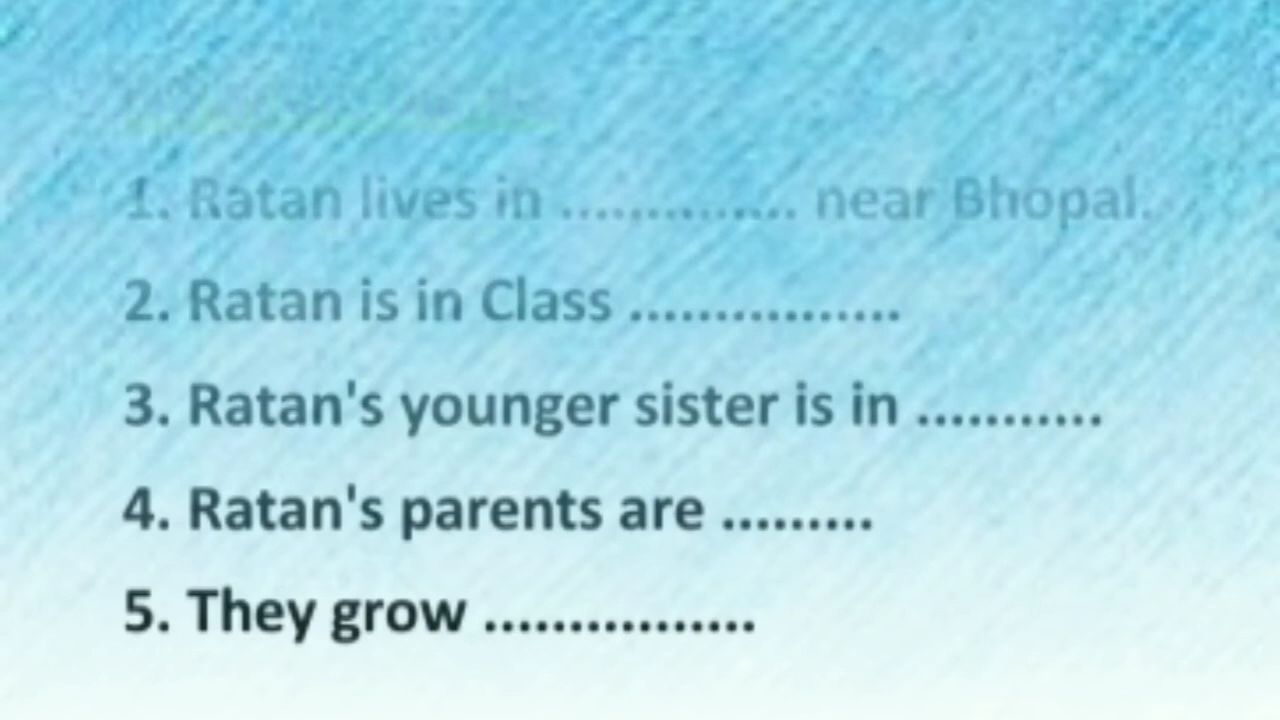 1. Ratan lives in .............. near Bhopal.
2. Ratan is in Class ................
3. Ratan's younger sister is in ...........
4. Ratan's parents are .........
5. They grow ................